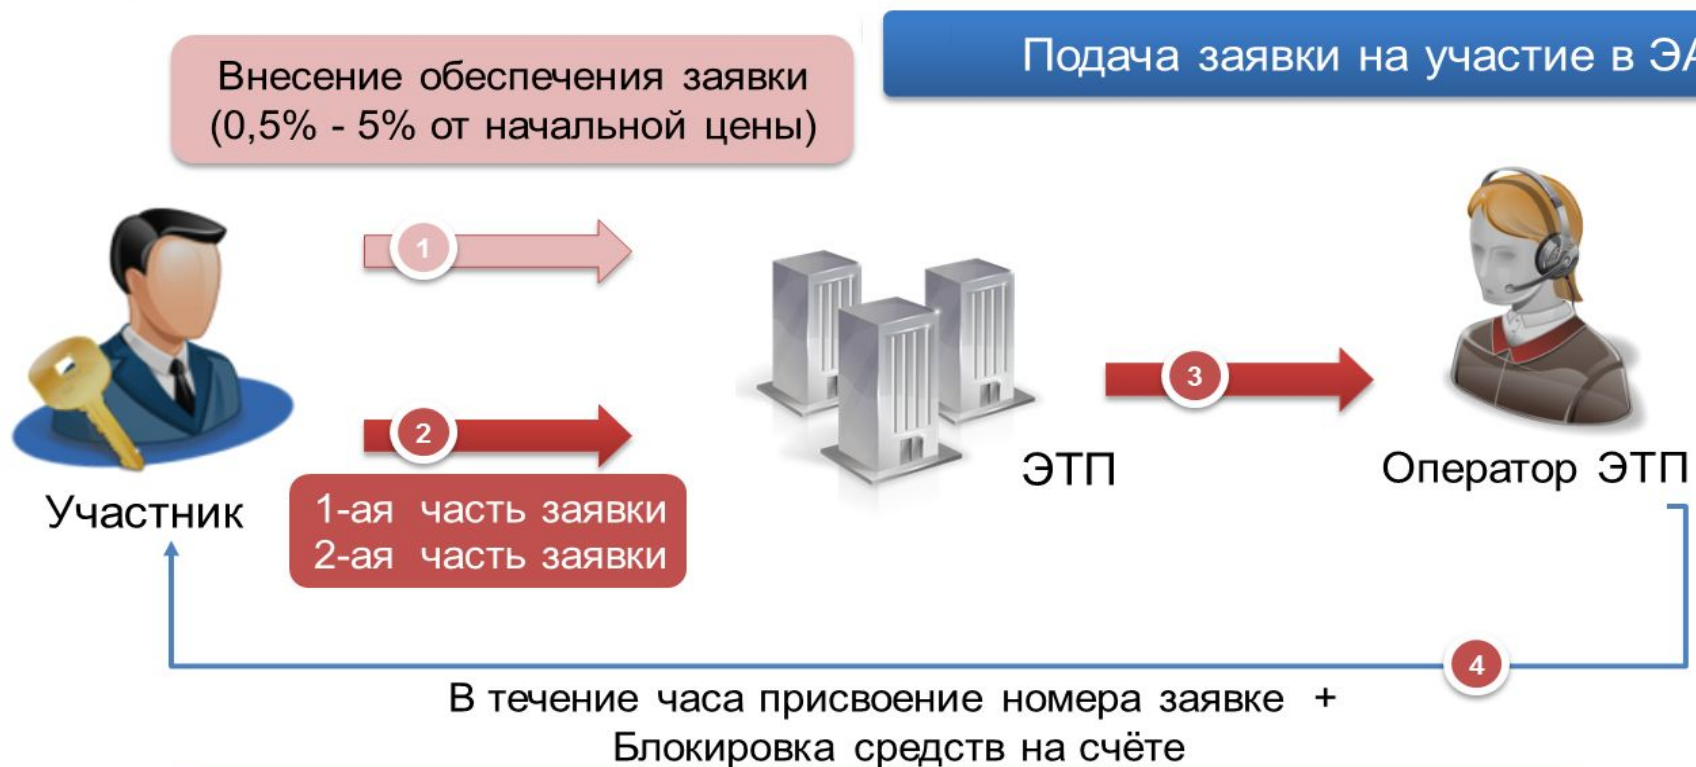 Подача заявки на участие в ЭА
Внесение обеспечения заявки
(0,5% - 5% от начальной цены)
1
2
3
1-ая часть заявки
2-ая часть заявки
Участник
ЭТП
Оператор ЭТП
4
В течение часа присвоение номера заявке +
Блокировка средств на счёте